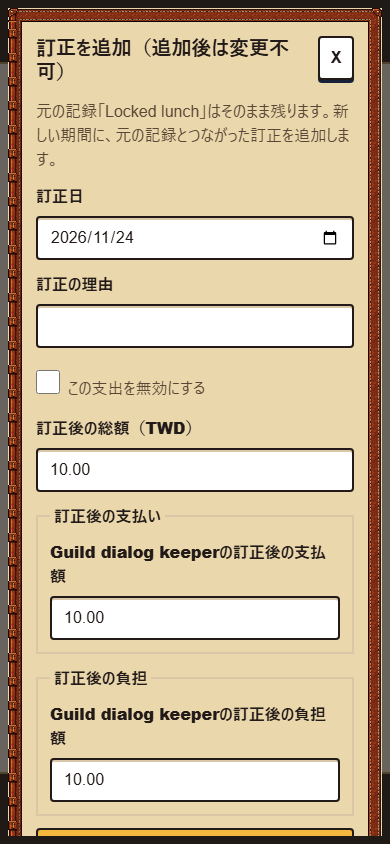 訂正を追加（追加後は変更不
可）
X
元の記録「Locked lunch」はそのまま残ります。新
しい期間に、元の記録とつながった訂正を追加しま
す。
訂正日
2026/11/24
訂正の理由
この支出を無効にする
訂正後の総額（TWD）
10.00
訂正後の支払い
Guild dialog keeperの訂正後の支払
額
10.00
訂正後の負担
Guild dialog keeperの訂正後の負担
額
10.00